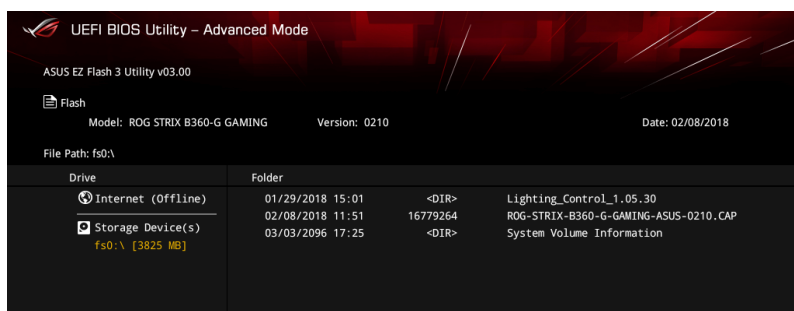 UEFI BIOS Utility – Advanced Mode
ASUS EZ Flash 3 Utility v03.00
Flash
Model: ROG STRIX B360-G GAMING Version: 0210 Date: 02/08/2018
File Path: fs0:\
Drive Folder
Internet (Offline) 01/29/2018 15:01 <DIR> Lighting_Control_1.05.30
02/08/2018 11:51 16779264 ROG-STRIX-B360-G-GAMING-ASUS-0210.CAP
Storage Device(s) 03/03/2096 17:25 <DIR> System Volume Information
fs0:\ [3825 MB]